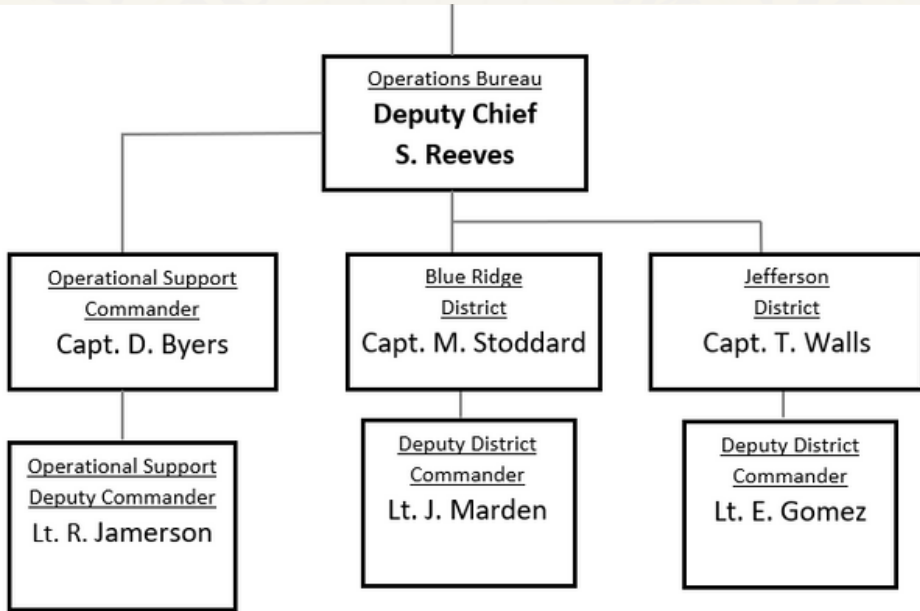 Operations Bureau
Deputy Chief
S. Reeves
Operational Support
Commander
Capt. D. Byers
Blue Ridge
District
Capt. M. Stoddard
Jefferson
District
Capt. T. Walls
Operational Support
Deputy Commander
Lt. R. Jamerson
Deputy District
Commander
Lt. J. Marden
Deputy District
Commander
Lt. E. Gomez